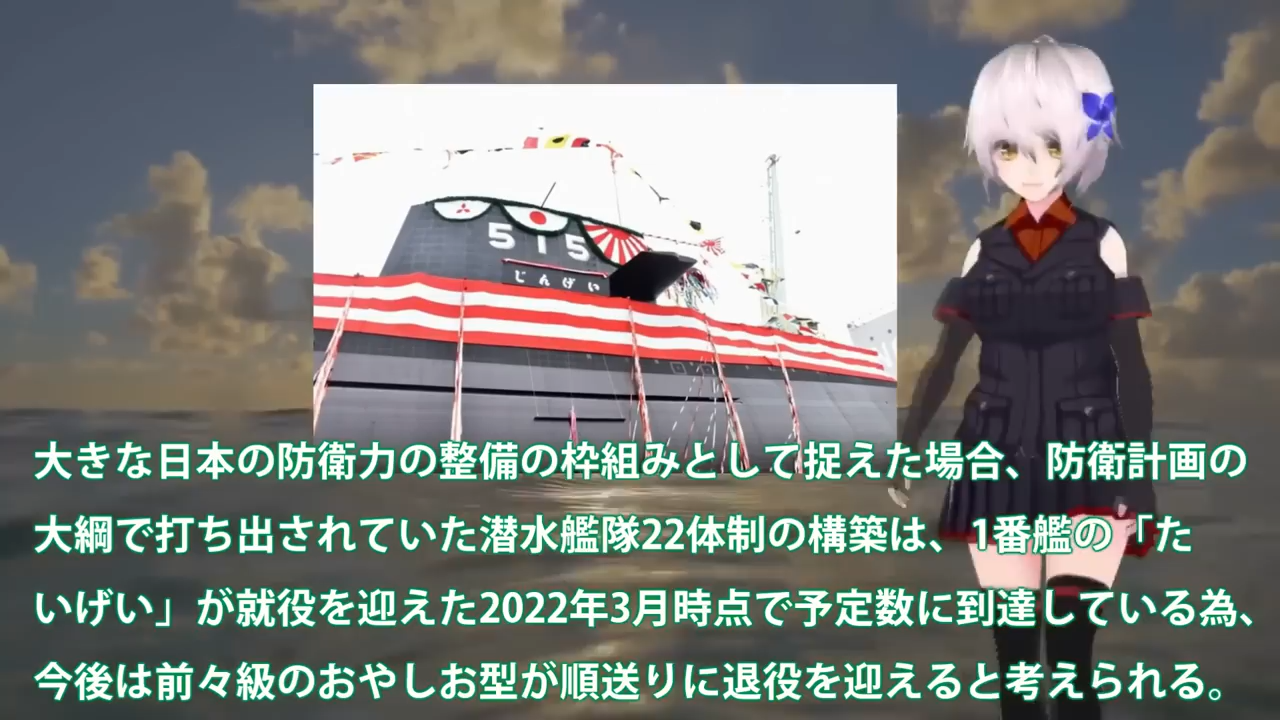 515
じんげい
大きな日本の防衛力の整備の枠組みとして捉えた場合、防衛計画の
大綱で打ち出されていた潜水艦隊22体制の構築は、1番艦の「た
いげい」が就役を迎えた2022年3月時点で予定数に到達している為、
今後は前々級のおやしお型が順送りに退役を迎えると考えられる。